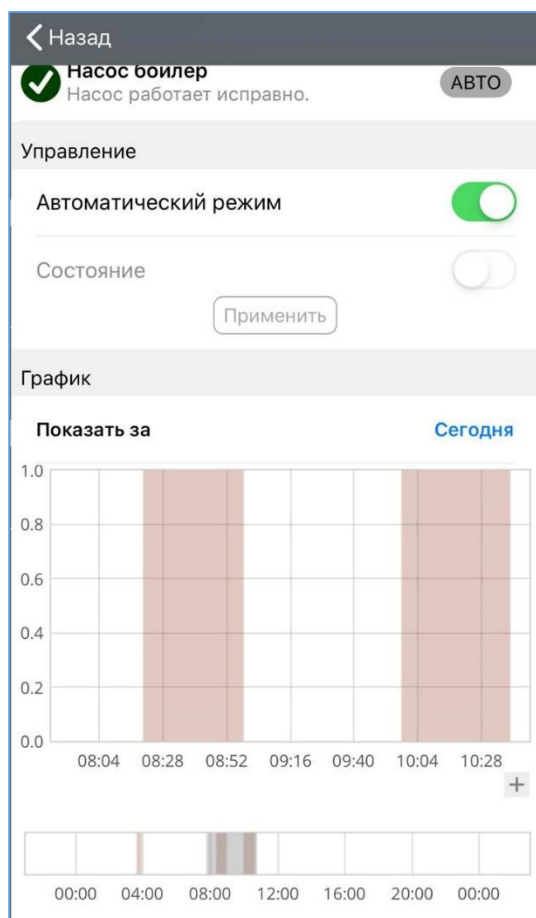 Назад
Насос бойлер
АВТО
Насос работает исправно.
Управление
Автоматический режим
Состояние
Применить
График
Показать за
Сегодня
1.0
0.8
0.6
0.4
0.2
0.0
08:04 08:28 08:52 09:16 09:40 10:04 10:28
+
00:00 04:00 08:00 12:00 16:00 20:00 00:00